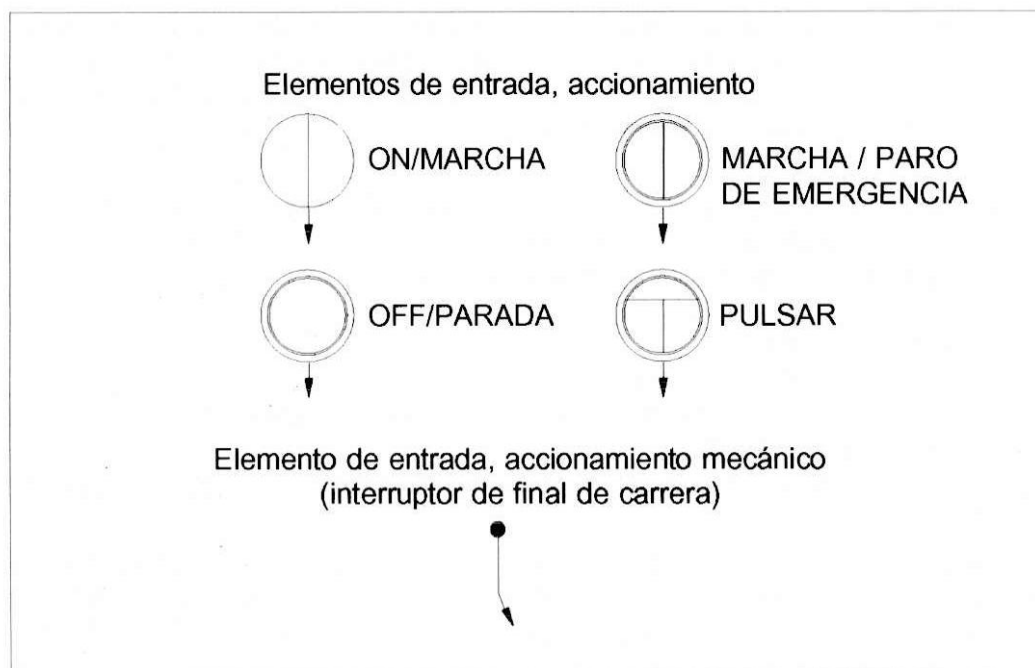 Elementos de entrada, accionamiento
ON/MARCHA
MARCHA / PARO
DE EMERGENCIA
OFF/PARADA
PULSAR
Elemento de entrada, accionamiento mecánico
(interruptor de final de carrera)